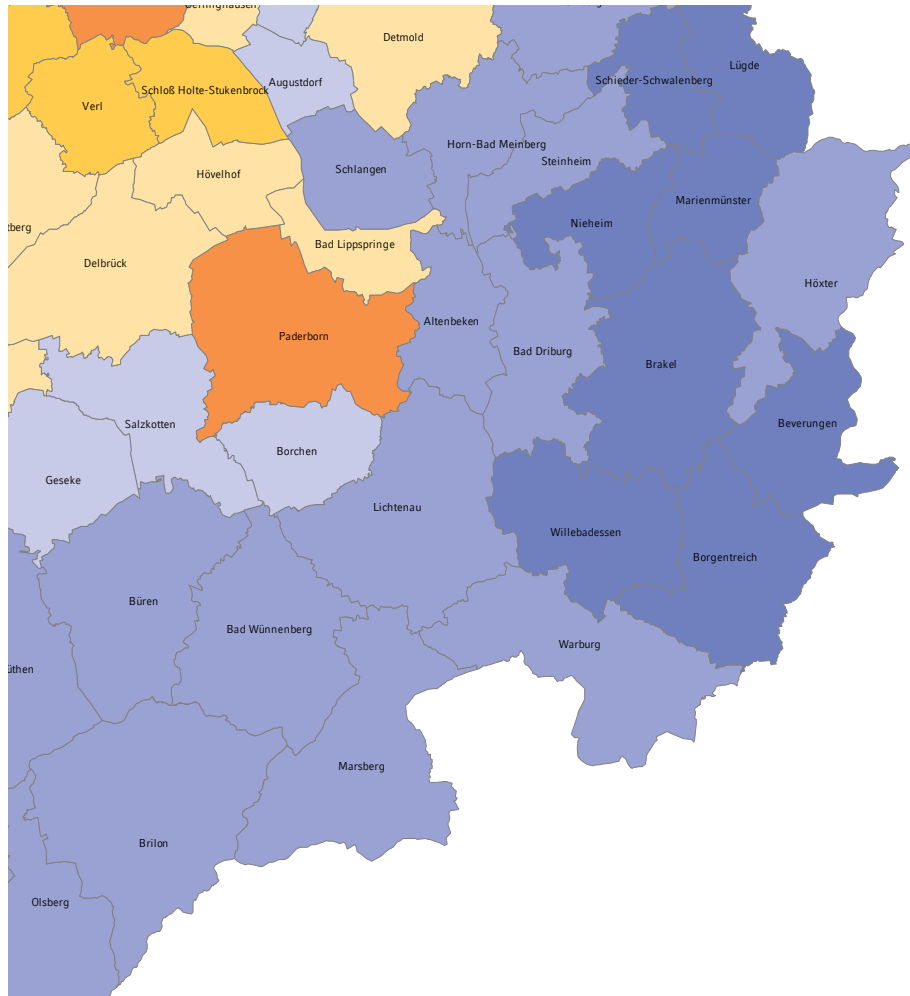 Detmold
Lügde
Schieder-Schwalenberg
Augustdorf
Schloß Holte-Stukenbrock
Verl
Horn-Bad Meinberg
Steinheim
Schlangen
Hövelhof
Marienmünster
Nieheim
zberg
Bad Lippspringe
Delbrück
Höxter
Altenbeken
Paderborn
Bad Driburg
Brakel
Salzkotten
Beverungen
Borchen
Geseke
Lichtenau
Willebadessen
Borgentreich
Büren
Bad Wünnenberg
Warburg
üthen
Marsberg
Brilon
Olsberg